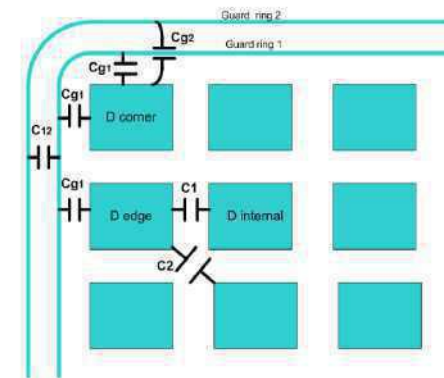 Guard ring 2
Cg2
Guard ring 1
Cg1
Cg1
D corner
C12
Cg1
C1
D edge
D internal
C2